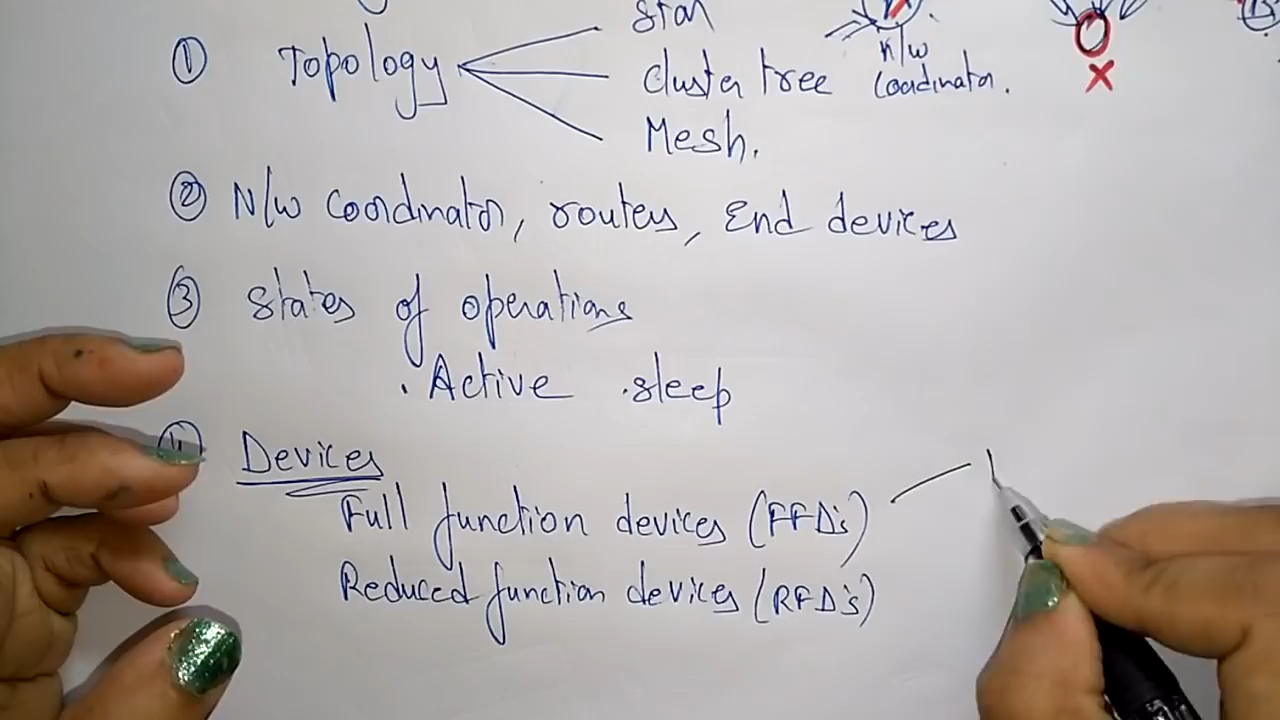 Star
① Topology Cluster tree N/w Coordinator.
Mesh.
② N/w Coordinator, routers, End devices
③ States of operations
. Active . sleep
④ Devices
Full function devices (FFD's)
Reduced function devices (RFD's)